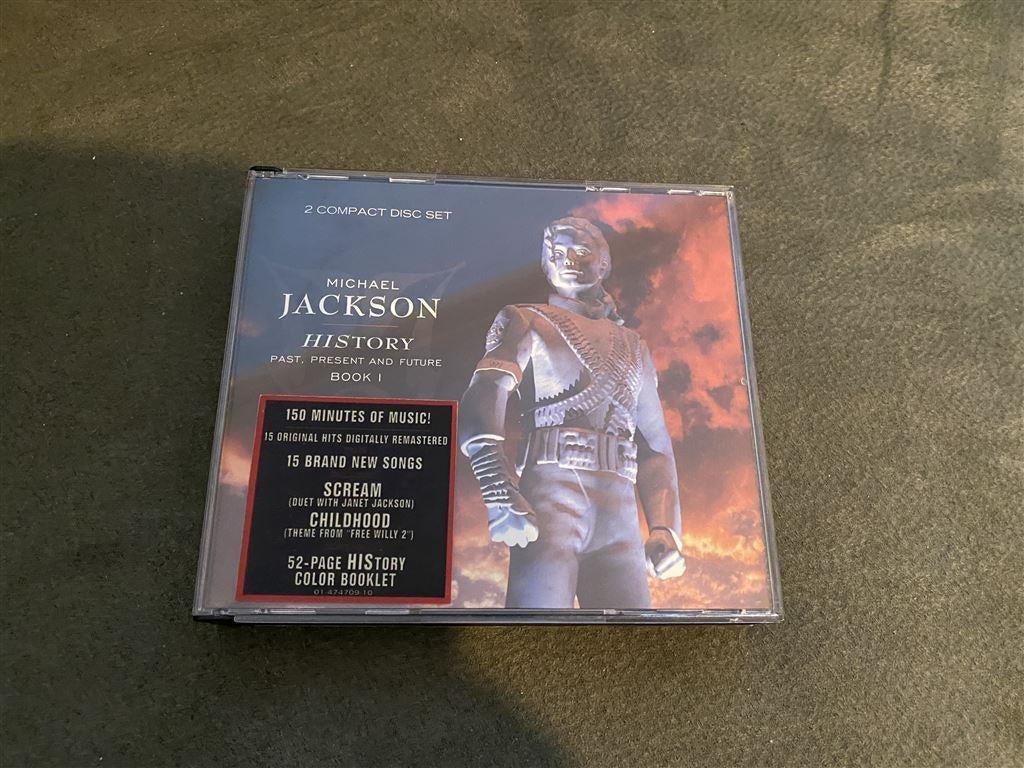 2 COMPACT DISC SET
MICHAEL
JACKSON
HISTORY
PAST, PRESENT AND FUTURE
BOOK I
150 MINUTES OF MUSIC!
15 ORIGINAL HITS DIGITALLY REMASTERED
15 BRAND NEW SONGS
SCREAM
(DUET WITH JANET JACKSON)
CHILDHOOD
(THEME FROM "FREE WILLY 2")
52-PAGE HIStory
COLOR BOOKLET
01-474709-10